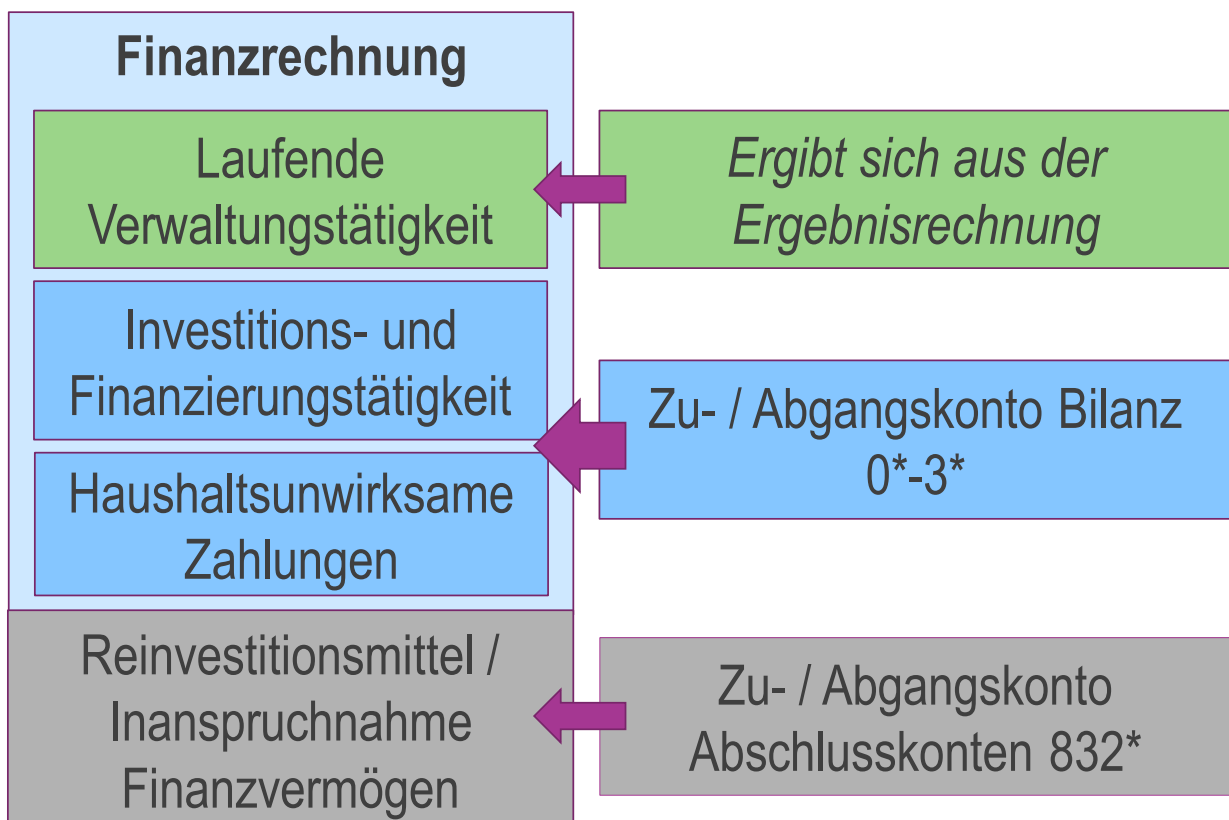 Finanzrechnung
Laufende
Verwaltungstätigkeit
Ergibt sich aus der
Ergebnisrechnung
Investitions- und
Finanzierungstätigkeit
Haushaltsunwirksame
Zahlungen
Zu- / Abgangskonto Bilanz
0*-3*
Reinvestitionsmittel /
Inanspruchnahme
Finanzvermögen
Zu- / Abgangskonto
Abschlusskonten 832*